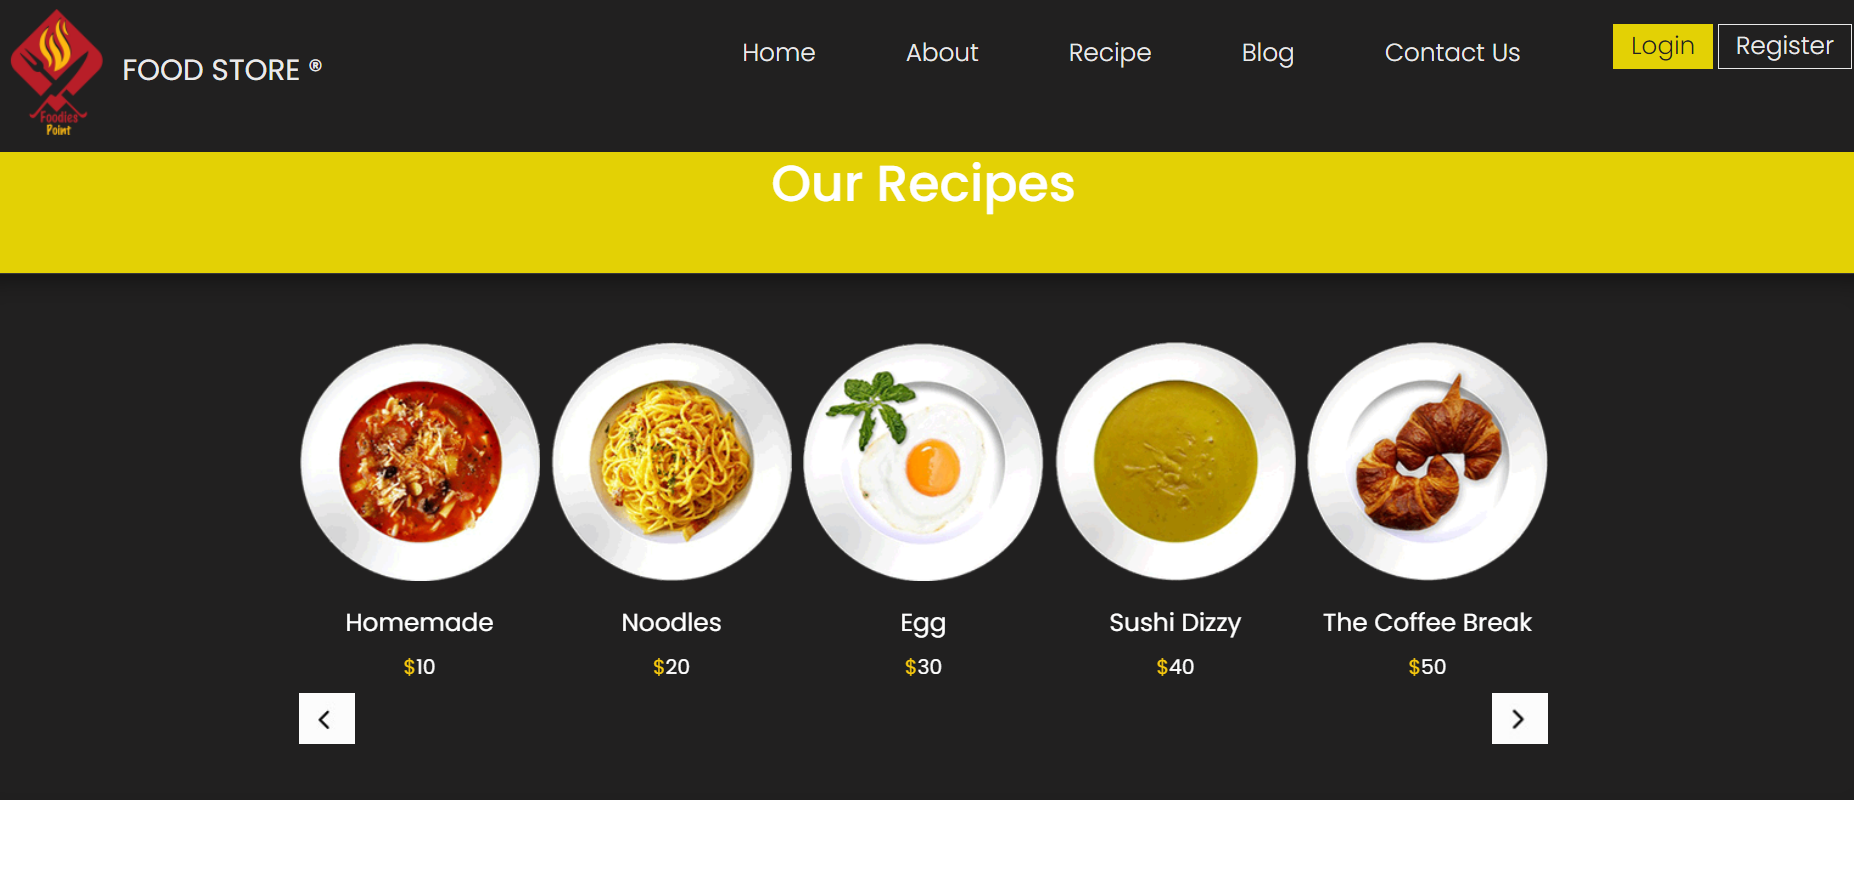 Foodies
Point
FOOD STORE ®
Home About Recipe Blog Contact Us Login Register
Our Recipes
Homemade Noodles Egg Sushi Dizzy The Coffee Break
$10 $20 $30 $40 $50